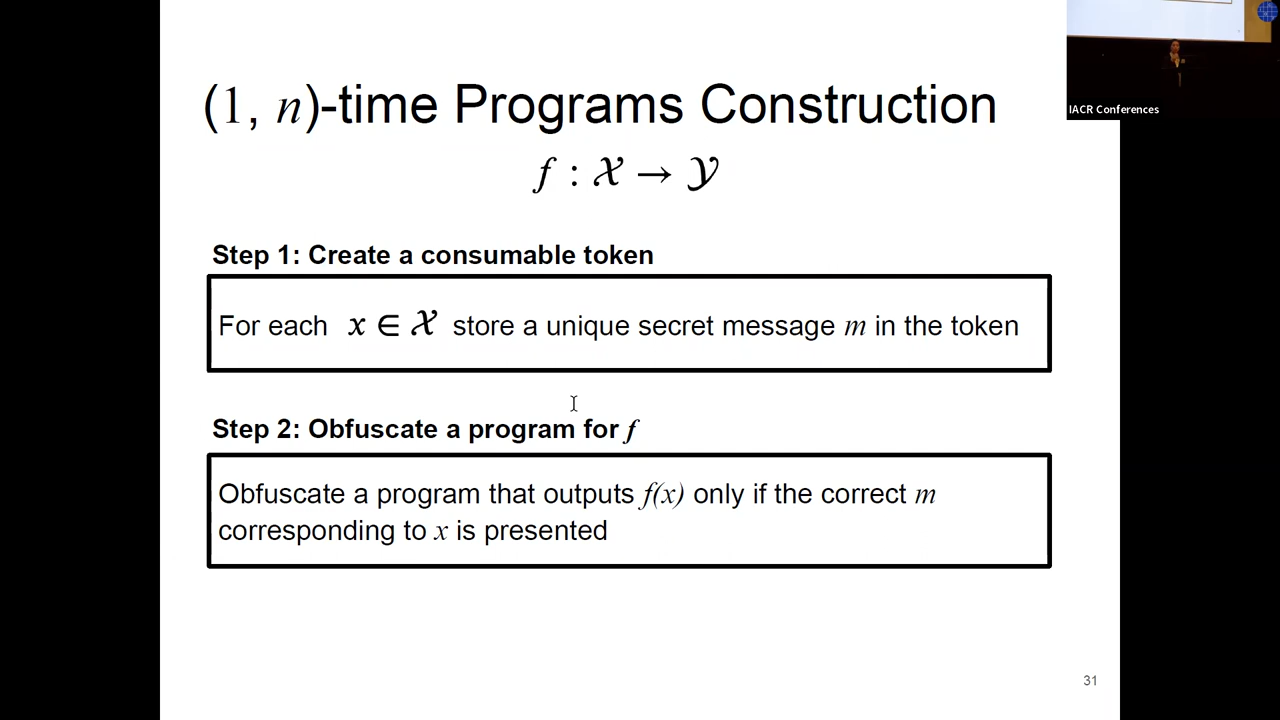 (1, n)-time Programs Construction
f : 𝒳 → 𝒴
Step 1: Create a consumable token
For each x ∈ 𝒳 store a unique secret message m in the token
Step 2: Obfuscate a program for f
Obfuscate a program that outputs f(x) only if the correct m
corresponding to x is presented
31
IACR Conferences